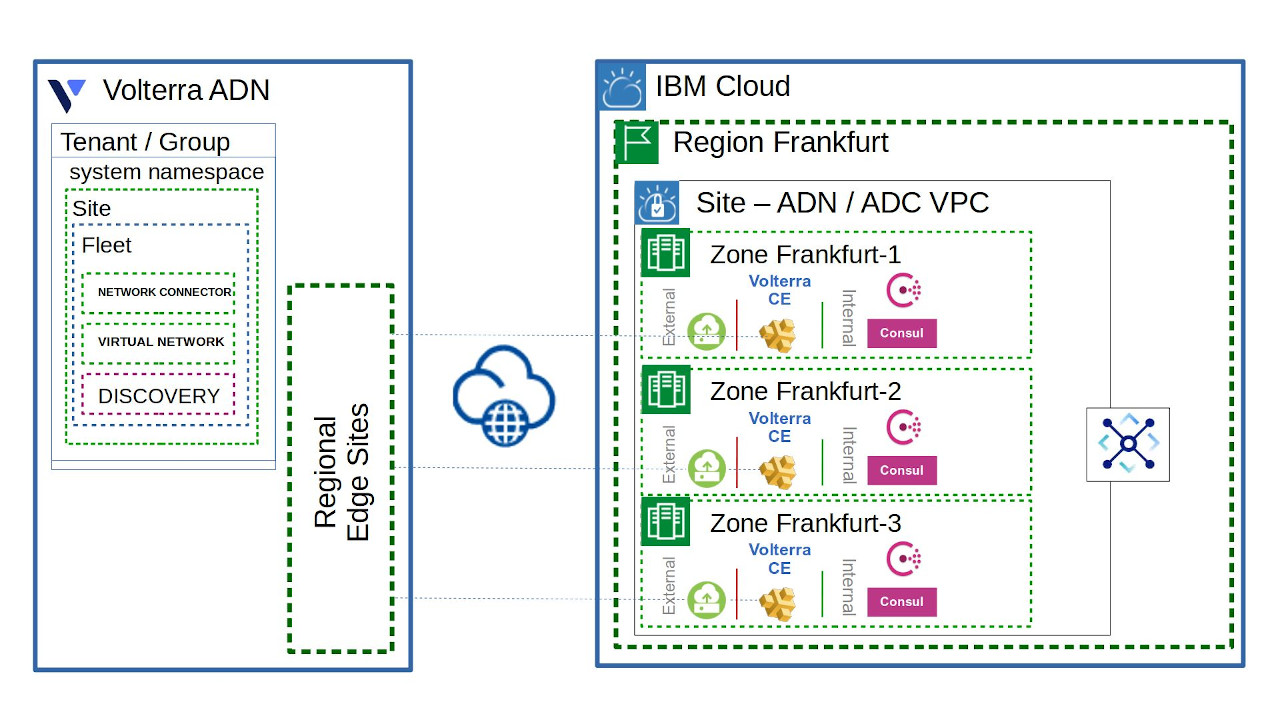 Volterra ADN
Tenant / Group
system namespace
Site
Fleet
NETWORK CONNECTOR
VIRTUAL NETWORK
DISCOVERY
Regional
Edge Sites
IBM Cloud
Region Frankfurt
Site – ADN / ADC VPC
Zone Frankfurt-1
External
Volterra
CE
Internal
Consul
Zone Frankfurt-2
External
Volterra
CE
Internal
Consul
Zone Frankfurt-3
External
Volterra
CE
Internal
Consul